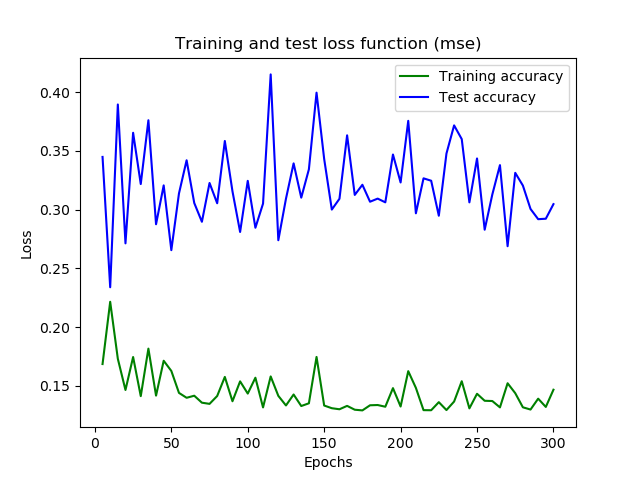 Training and test loss function (mse)
Training accuracy
Test accuracy
0.40
0.35
0.30
0.25
0.20
0.15
Loss
0
50
100
150
200
250
300
Epochs